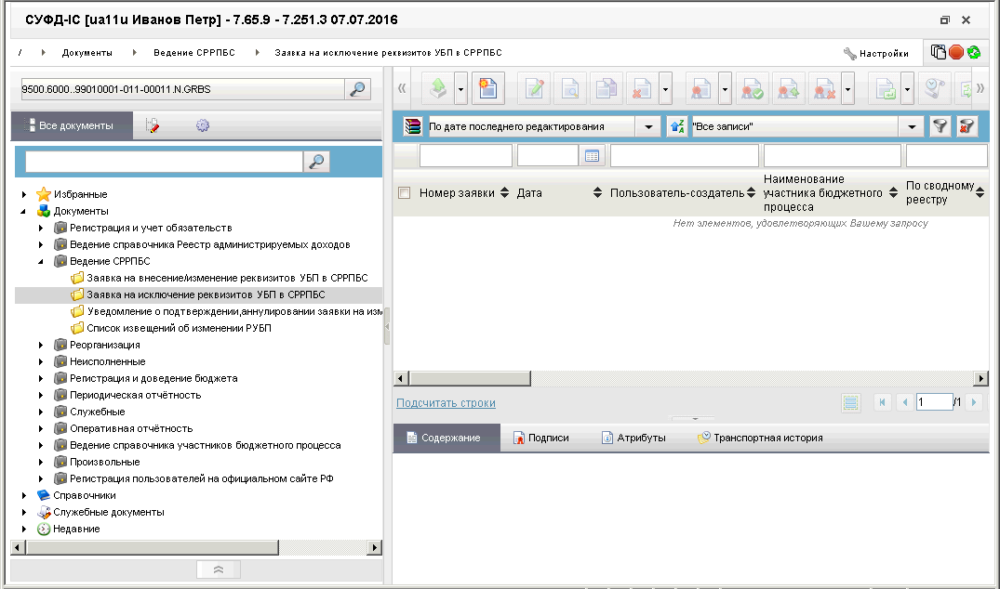 СУФД-IC [ua11u Иванов Петр] - 7.65.9 - 7.251.3 07.07.2016
/ Документы Ведение СРРПБС Заявка на исключение реквизитов УБП в СРРПБС
Настройки
9500.6000..99010001-011-00011.N.GRBS
Все документы
Избранные
Документы
Регистрация и учет обязательств
Ведение справочника Реестр администрируемых доходов
Ведение СРРПБС
Заявка на внесение/изменение реквизитов УБП в СРРПБС
Заявка на исключение реквизитов УБП в СРРПБС
Уведомление о подтверждении,аннулировании заявки на изм
Список извещений об изменении РУБП
Реорганизация
Неисполненные
Регистрация и доведение бюджета
Периодическая отчётность
Служебные
Оперативная отчётность
Ведение справочника участников бюджетного процесса
Произвольные
Регистрация пользователей на официальном сайте РФ
Справочники
Служебные документы
Недавние
По дате последнего редактирования
"Все записи"
Номер заявки
Дата
Пользователь-создатель
Наименование
участника бюджетного
процесса
По сводному
реестру
Нет элементов, удовлетворяющих Вашему запросу
Подсчитать строки
1 /1
Содержание
Подписи
Атрибуты
Транспортная история